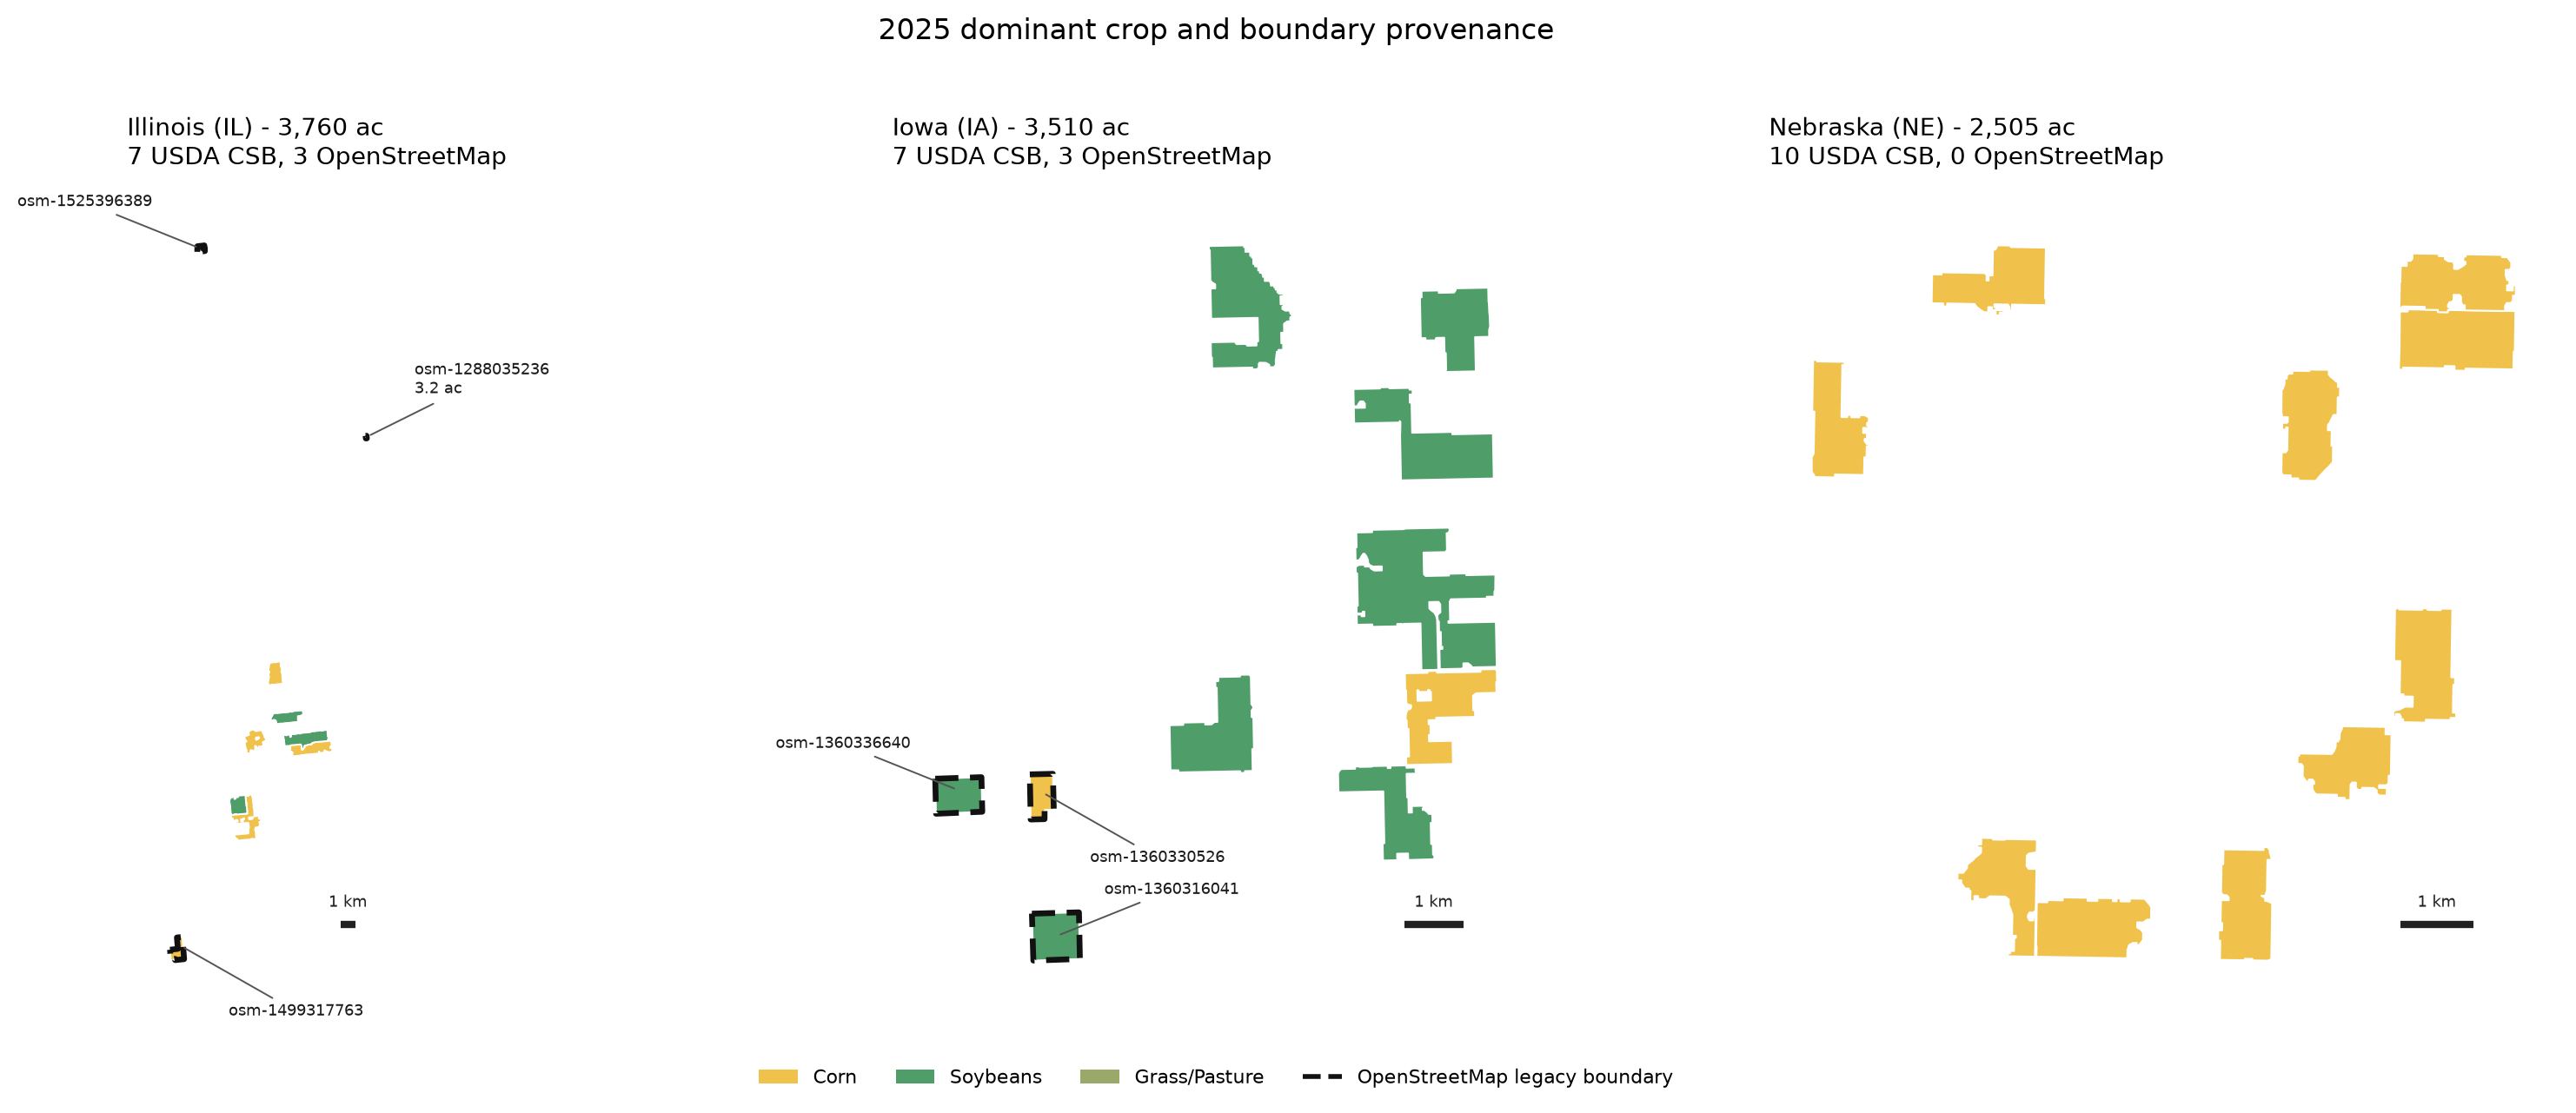 2025 dominant crop and boundary provenance
Illinois (IL) - 3,760 ac
7 USDA CSB, 3 OpenStreetMap
osm-1525396389
osm-1288035236
3.2 ac
1 km
osm-1499317763
Iowa (IA) - 3,510 ac
7 USDA CSB, 3 OpenStreetMap
osm-1360336640
osm-1360330526
osm-1360316041
1 km
Nebraska (NE) - 2,505 ac
10 USDA CSB, 0 OpenStreetMap
1 km
Corn
Soybeans
Grass/Pasture
OpenStreetMap legacy boundary